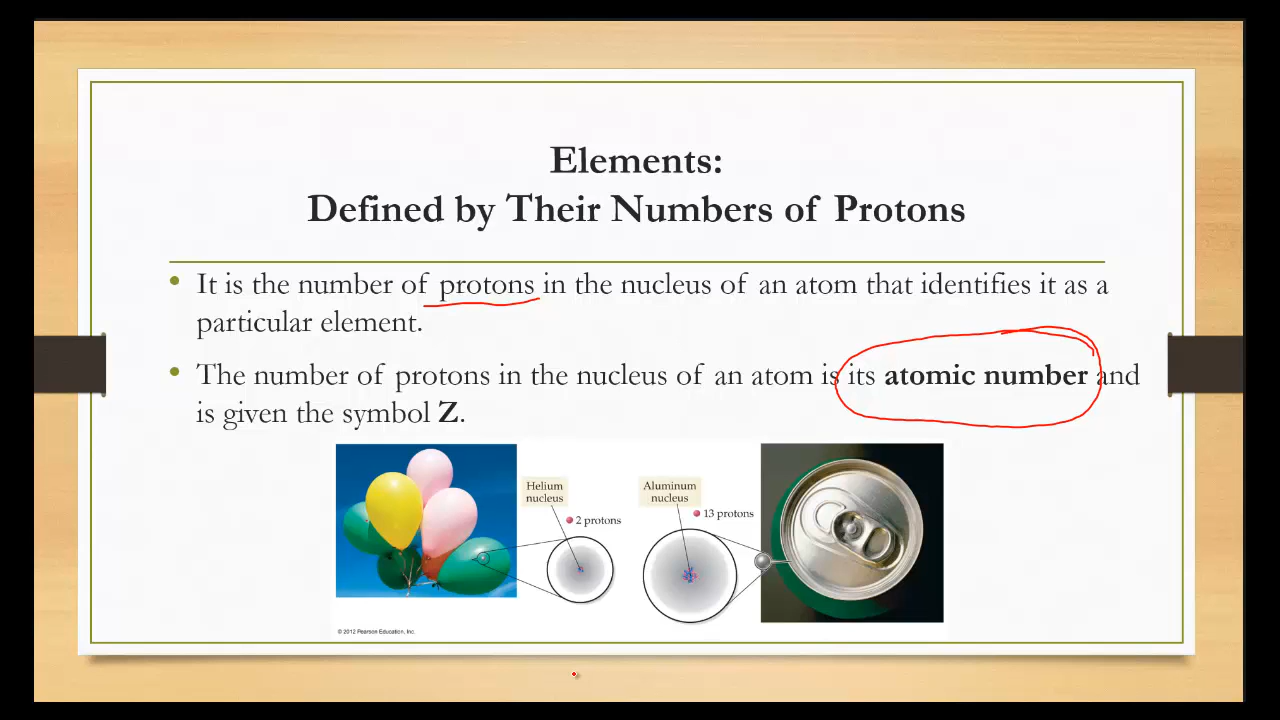 Elements:
Defined by Their Numbers of Protons
• It is the number of protons in the nucleus of an atom that identifies it as a
particular element.
• The number of protons in the nucleus of an atom is its atomic number and
is given the symbol Z.
Helium
nucleus
2 protons
Aluminum
nucleus
13 protons
© 2012 Pearson Education, Inc.